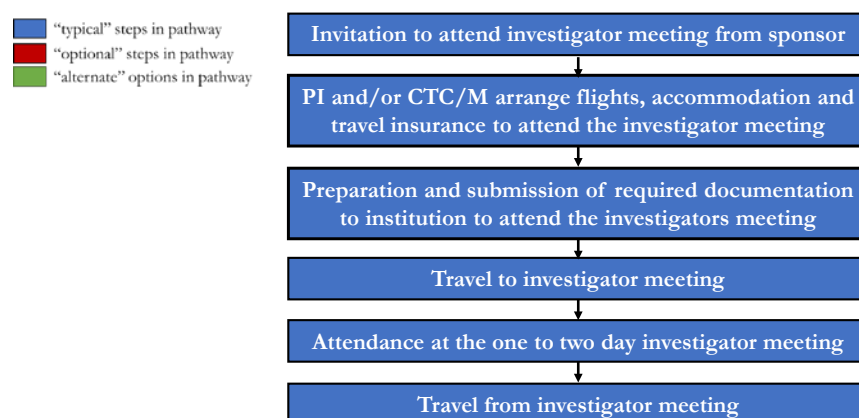 “typical” steps in pathway
“optional” steps in pathway
“alternate” options in pathway
Invitation to attend investigator meeting from sponsor
PI and/or CTC/M arrange flights, accommodation and
travel insurance to attend the investigator meeting
Preparation and submission of required documentation
to institution to attend the investigators meeting
Travel to investigator meeting
Attendance at the one to two day investigator meeting
Travel from investigator meeting